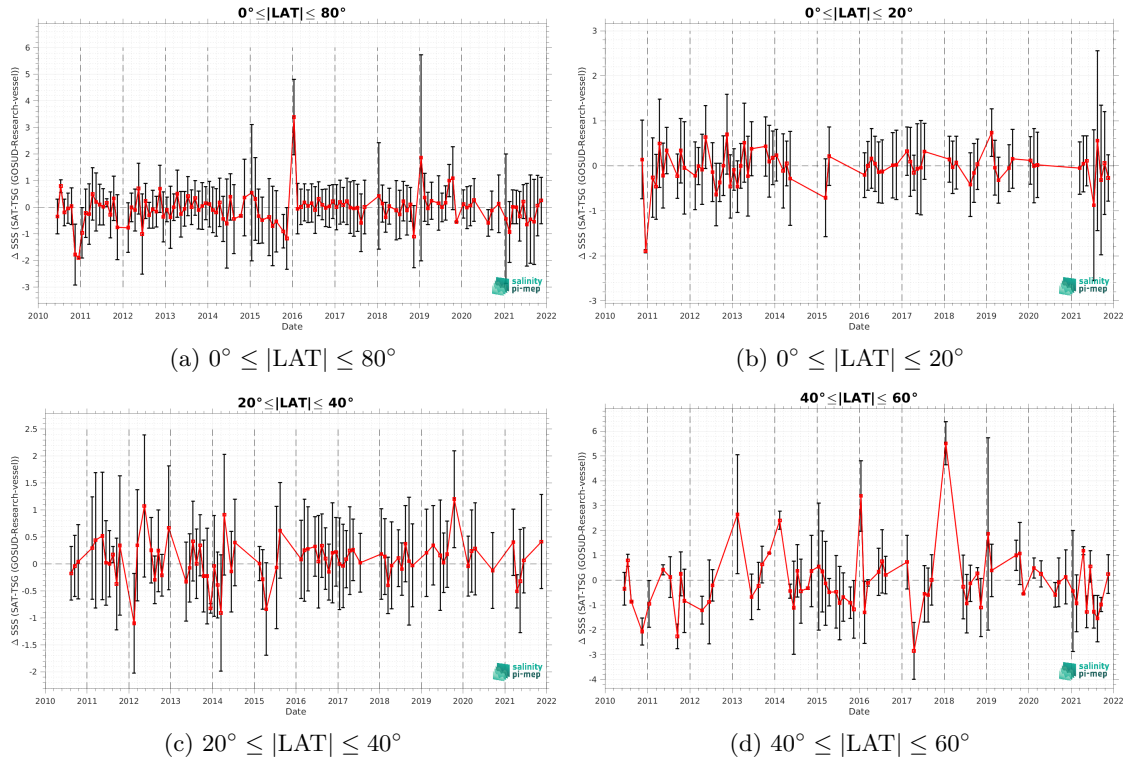 0°≤|LAT|≤ 80°
Δ SSS (SAT-TSG (GOSUD-Research-vessel))
6
5
4
3
2
1
0
-1
-2
-3
2010 2011 2012 2013 2014 2015 2016 2017 2018 2019 2020 2021 2022
Date
salinity
pi-mep
(a) 0° ≤ |LAT| ≤ 80°
0°≤|LAT|≤ 20°
Δ SSS (SAT-TSG (GOSUD-Research-vessel))
3
2
1
0
-1
-2
-3
2010 2011 2012 2013 2014 2015 2016 2017 2018 2019 2020 2021 2022
Date
salinity
pi-mep
(b) 0° ≤ |LAT| ≤ 20°
20°≤|LAT|≤ 40°
Δ SSS (SAT-TSG (GOSUD-Research-vessel))
2.5
2
1.5
1
0.5
0
-0.5
-1
-1.5
-2
2010 2011 2012 2013 2014 2015 2016 2017 2018 2019 2020 2021 2022
Date
salinity
pi-mep
(c) 20° ≤ |LAT| ≤ 40°
40°≤|LAT|≤ 60°
Δ SSS (SAT-TSG (GOSUD-Research-vessel))
6
5
4
3
2
1
0
-1
-2
-3
-4
2010 2011 2012 2013 2014 2015 2016 2017 2018 2019 2020 2021 2022
Date
salinity
pi-mep
(d) 40° ≤ |LAT| ≤ 60°